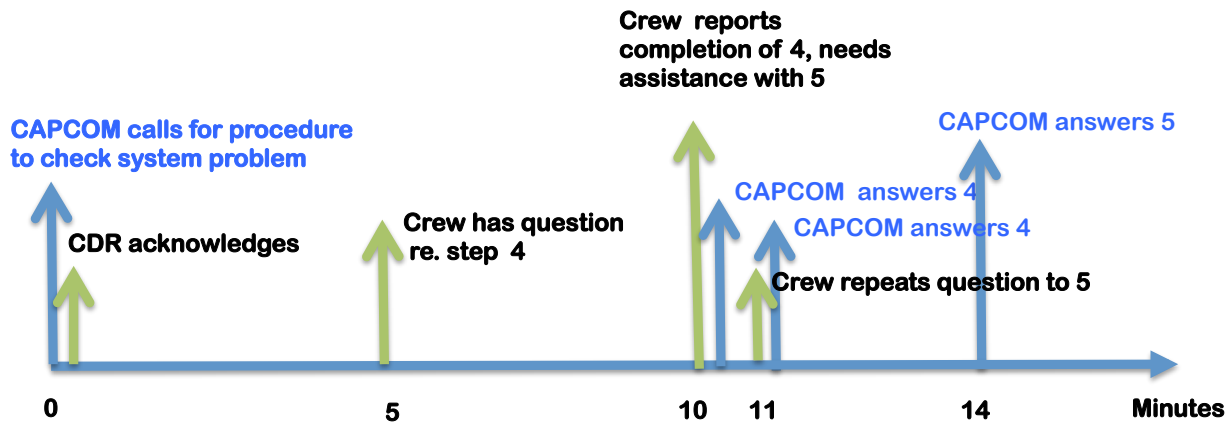 Crew reports
completion of 4, needs
assistance with 5
CAPCOM calls for procedure
to check system problem
CAPCOM answers 5
CAPCOM answers 4
CDR acknowledges
Crew has question
re. step 4
CAPCOM answers 4
Crew repeats question to 5
0 5 10 11 14 Minutes